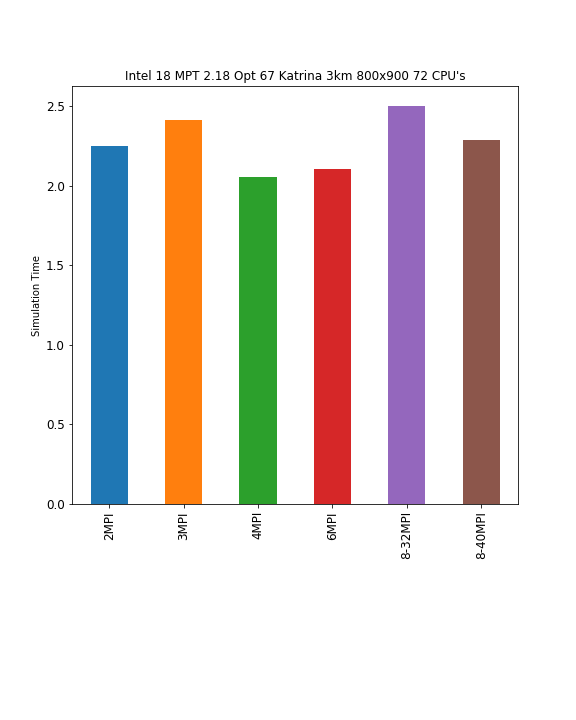 Intel 18 MPT 2.18 Opt 67 Katrina 3km 800x900 72 CPU's
2.5
2.0
1.5
1.0
0.5
0.0
Simulation Time
2MPI
3MPI
4MPI
6MPI
8-32MPI
8-40MPI